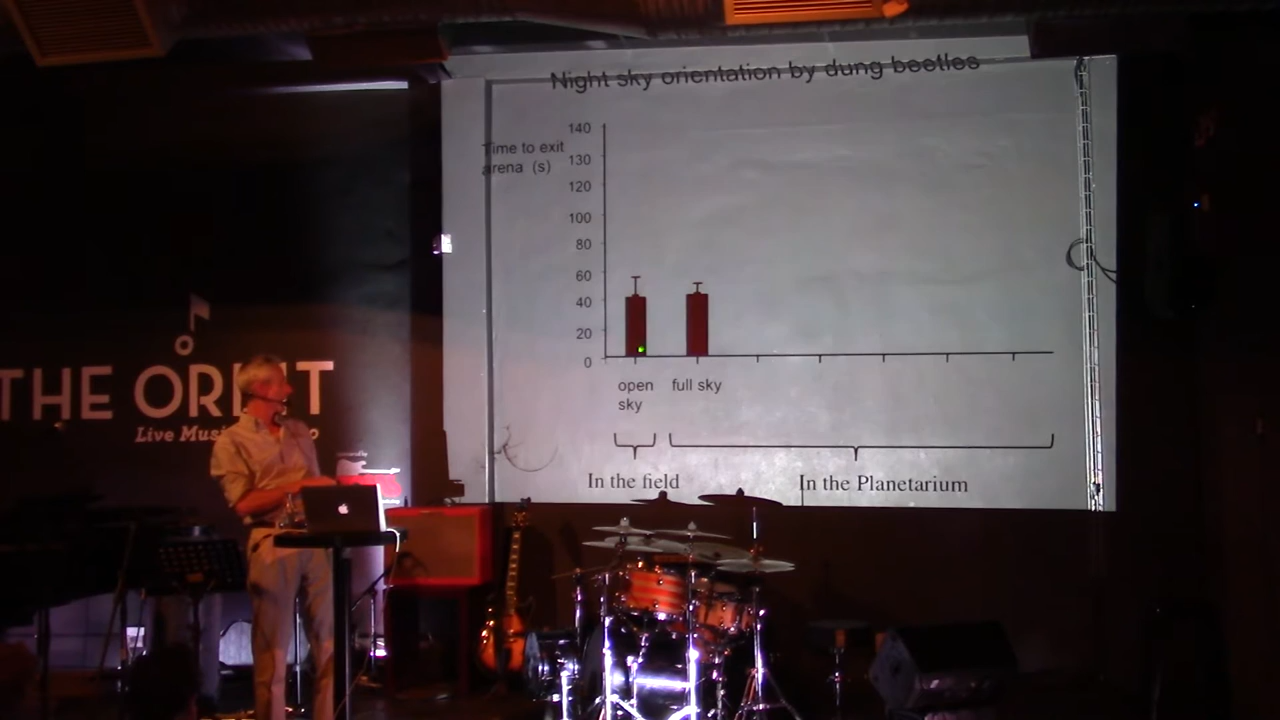 Night sky orientation by dung beetles
Time to exit
arena (s)
140
130
120
100
80
60
40
20
0
open
sky
full sky
In the field
In the Planetarium
THE ORBIT
Live Music